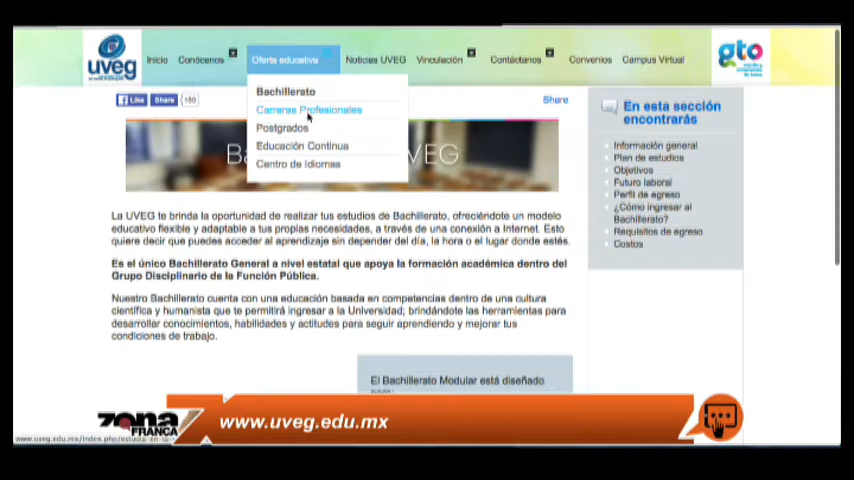 uveg
Inicio Conócenos Oferta educativa Noticias UVEG Vinculación Contáctanos Convenios Campus Virtual
gto
Like Share 180
Share
Bachillerato
Carreras Profesionales
Postgrados
Educación Continua
Centro de Idiomas
Ba
VEG
En esta sección
encontrarás
Información general
Plan de estudios
Objetivos
Futuro laboral
Perfil de egreso
¿Cómo ingresar al
Bachillerato?
Requisitos de egreso
Costos
La UVEG te brinda la oportunidad de realizar tus estudios de Bachillerato, ofreciéndote un modelo
educativo flexible y adaptable a tus propias necesidades, a través de una conexión a Internet. Esto
quiere decir que puedes acceder al aprendizaje sin depender del día, la hora o el lugar donde estés.
Es el único Bachillerato General a nivel estatal que apoya la formación académica dentro del
Grupo Disciplinario de la Función Pública.
Nuestro Bachillerato cuenta con una educación basada en competencias dentro de una cultura
científica y humanista que te permitirá ingresar a la Universidad; brindándote las herramientas para
desarrollar conocimientos, habilidades y actitudes para seguir aprendiendo y mejorar tus
condiciones de trabajo.
El Bachillerato Modular está diseñado
zona
FRANCA
www.uveg.edu.mx